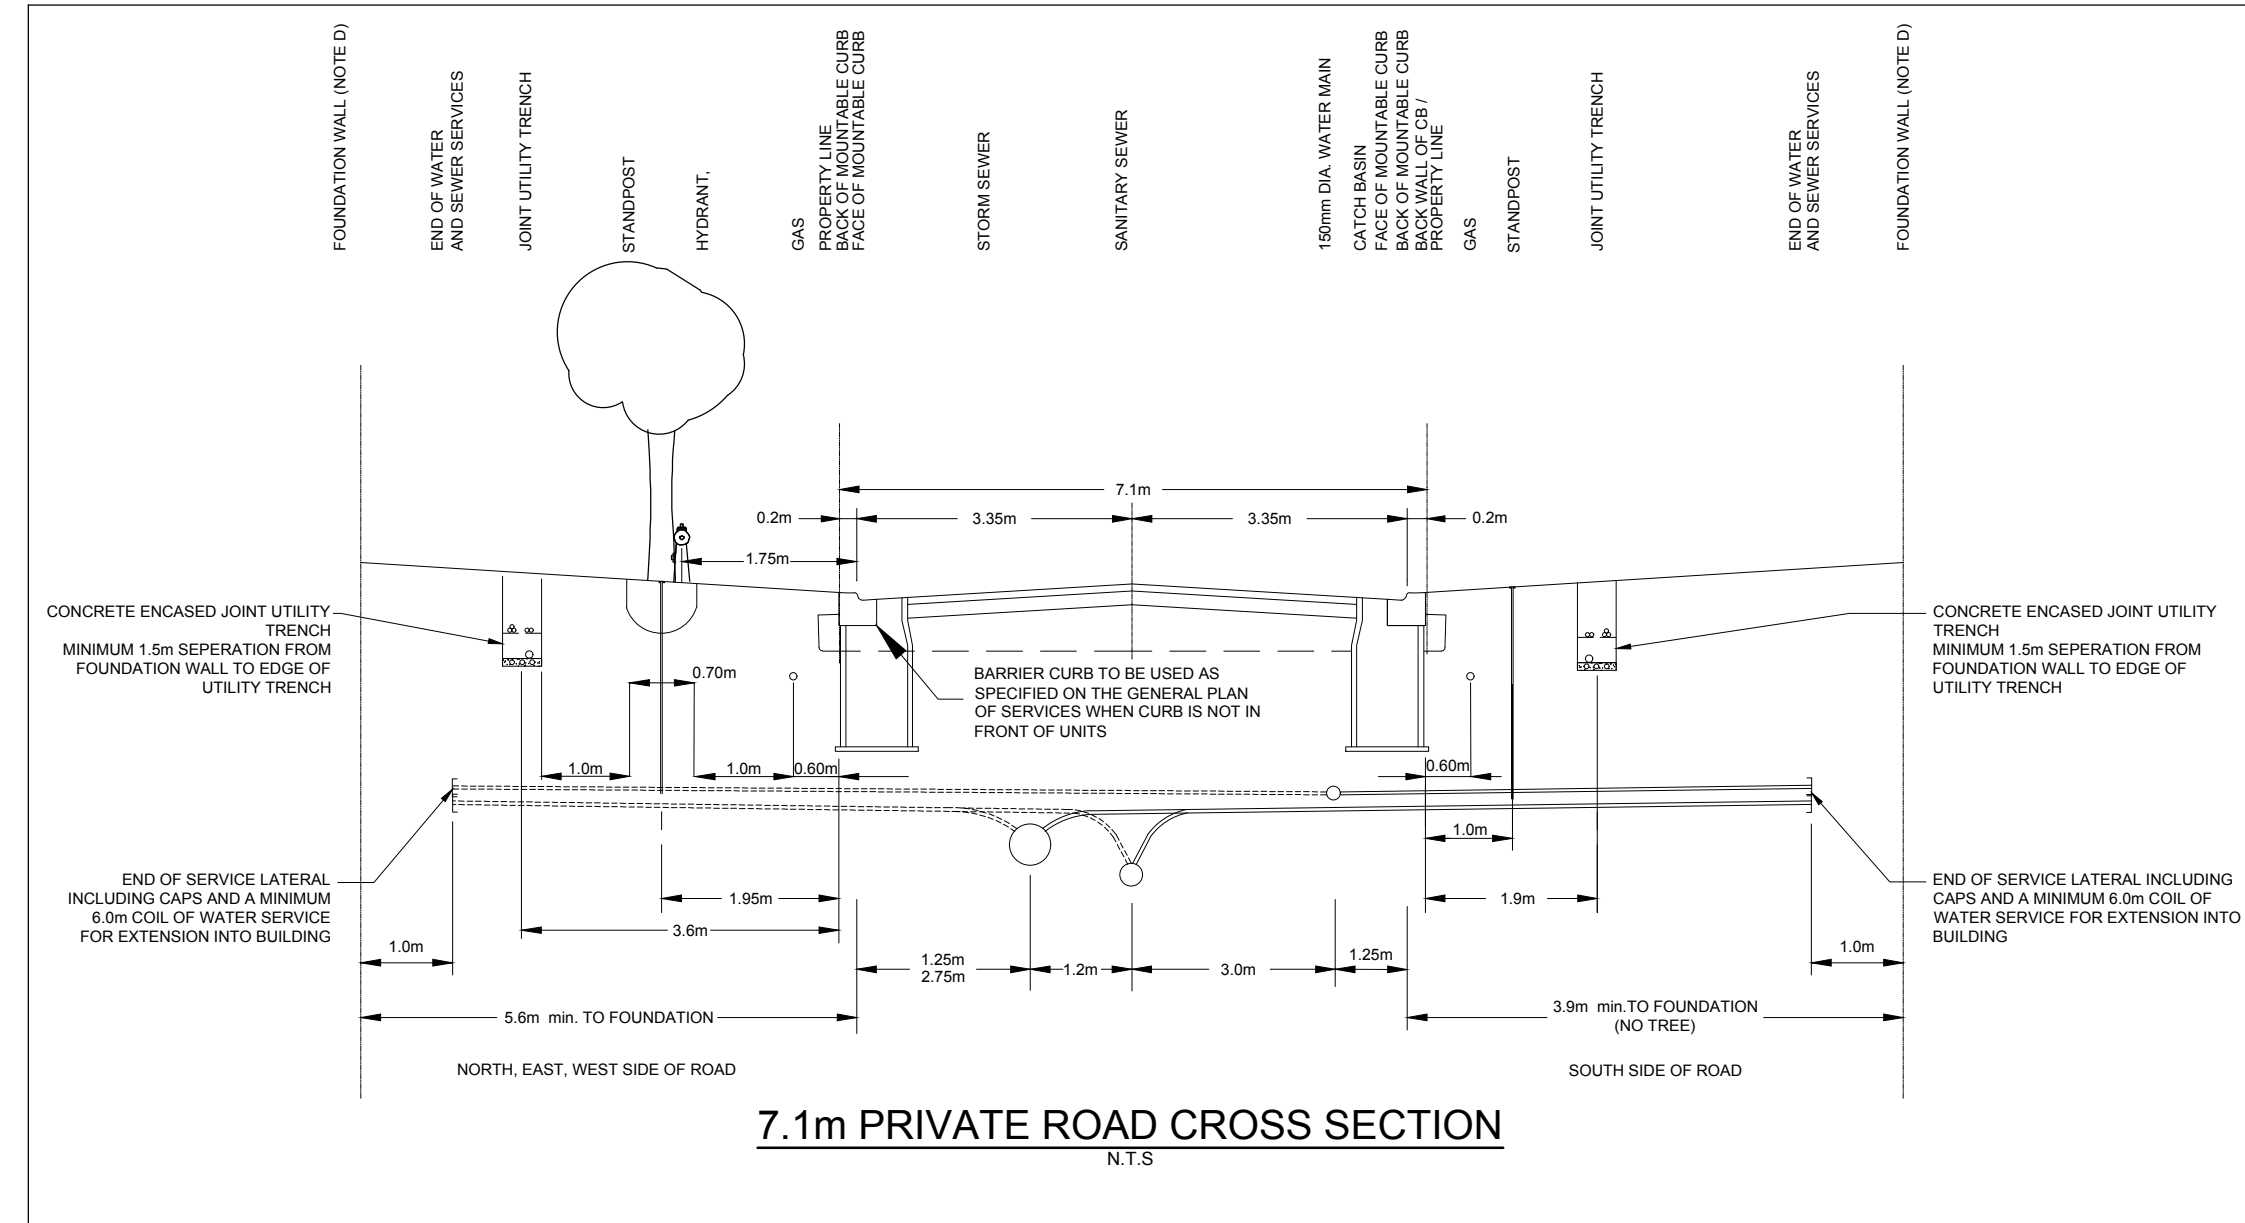 FOUNDATION WALL (NOTE D)
END OF WATER
AND SEWER SERVICES
JOINT UTILITY TRENCH
STANDPOST
HYDRANT,
GAS
PROPERTY LINE
BACK OF MOUNTABLE CURB
FACE OF MOUNTABLE CURB
STORM SEWER
SANITARY SEWER
150mm DIA. WATER MAIN
CATCH BASIN
FACE OF MOUNTABLE CURB
BACK OF MOUNTABLE CURB
BACK WALL OF CB /
PROPERTY LINE
GAS
STANDPOST
JOINT UTILITY TRENCH
END OF WATER
AND SEWER SERVICES
FOUNDATION WALL (NOTE D)
7.1m
0.2m
3.35m
3.35m
0.2m
1.75m
CONCRETE ENCASED JOINT UTILITY
TRENCH
MINIMUM 1.5m SEPERATION FROM
FOUNDATION WALL TO EDGE OF
UTILITY TRENCH
0.70m
BARRIER CURB TO BE USED AS
SPECIFIED ON THE GENERAL PLAN
OF SERVICES WHEN CURB IS NOT IN
FRONT OF UNITS
CONCRETE ENCASED JOINT UTILITY
TRENCH
MINIMUM 1.5m SEPERATION FROM
FOUNDATION WALL TO EDGE OF
UTILITY TRENCH
1.0m
1.0m
0.60m
0.60m
1.0m
END OF SERVICE LATERAL
INCLUDING CAPS AND A MINIMUM
6.0m COIL OF WATER SERVICE
FOR EXTENSION INTO BUILDING
1.95m
3.6m
1.0m
1.25m
2.75m
1.2m
3.0m
1.25m
1.9m
END OF SERVICE LATERAL INCLUDING
CAPS AND A MINIMUM 6.0m COIL OF
WATER SERVICE FOR EXTENSION INTO
BUILDING
1.0m
5.6m min. TO FOUNDATION
3.9m min.TO FOUNDATION
(NO TREE)
NORTH, EAST, WEST SIDE OF ROAD
SOUTH SIDE OF ROAD
7.1m PRIVATE ROAD CROSS SECTION
N.T.S